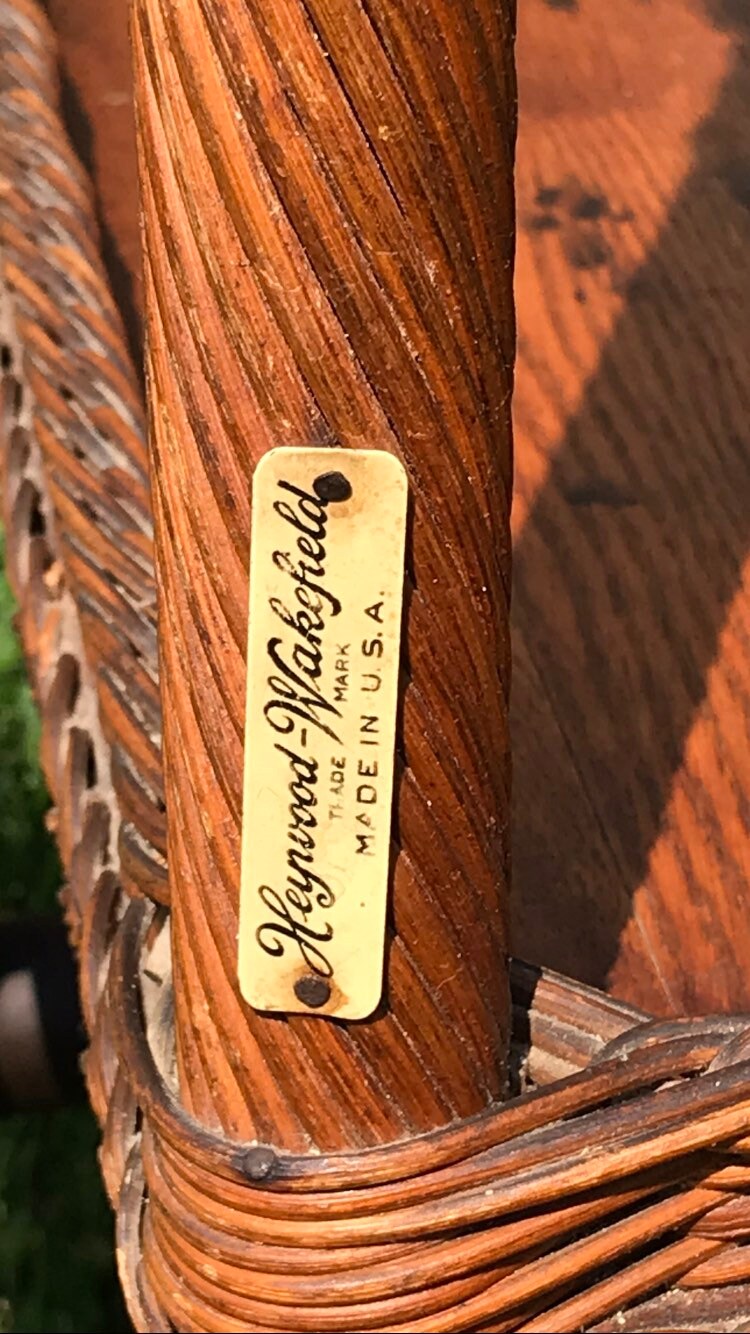 Heywood-Wakefield
TRADE MARK
MADE IN U.S.A.